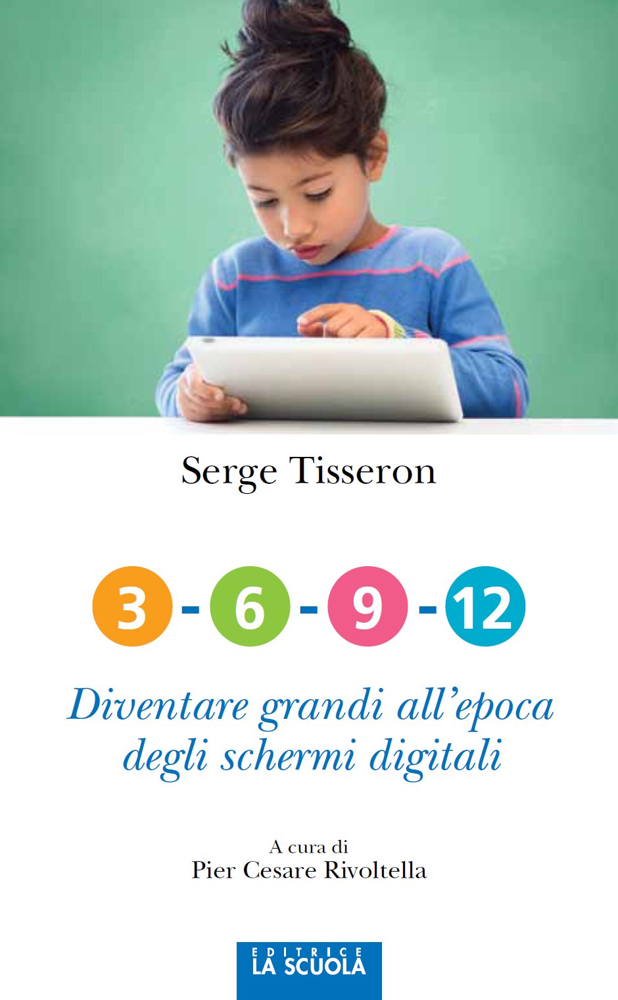 Serge Tisseron
3 - 6 - 9 - 12
Diventare grandi all’epoca
degli schermi digitali
A cura di
Pier Cesare Rivoltella
EDITRICE
LA SCUOLA